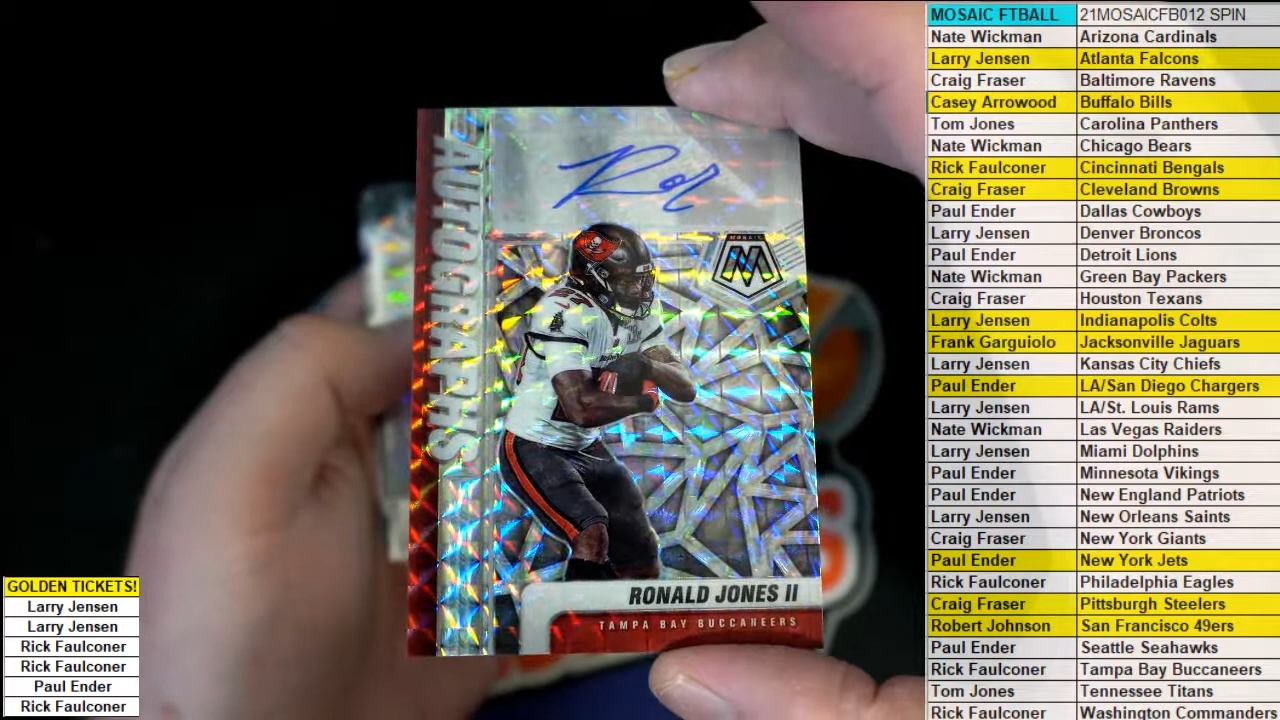 MOSAIC FTBALL 21MOSAICFB012 SPIN
Nate Wickman Arizona Cardinals
Larry Jensen Atlanta Falcons
Craig Fraser Baltimore Ravens
Casey Arrowood Buffalo Bills
Tom Jones Carolina Panthers
Nate Wickman Chicago Bears
Rick Faulconer Cincinnati Bengals
Craig Fraser Cleveland Browns
Paul Ender Dallas Cowboys
Larry Jensen Denver Broncos
Paul Ender Detroit Lions
Nate Wickman Green Bay Packers
Craig Fraser Houston Texans
Larry Jensen Indianapolis Colts
Frank Garguiolo Jacksonville Jaguars
Larry Jensen Kansas City Chiefs
Paul Ender LA/San Diego Chargers
Larry Jensen LA/St. Louis Rams
Nate Wickman Las Vegas Raiders
Larry Jensen Miami Dolphins
Paul Ender Minnesota Vikings
Paul Ender New England Patriots
Larry Jensen New Orleans Saints
Craig Fraser New York Giants
Paul Ender New York Jets
Rick Faulconer Philadelphia Eagles
Craig Fraser Pittsburgh Steelers
Robert Johnson San Francisco 49ers
Paul Ender Seattle Seahawks
Rick Faulconer Tampa Bay Buccaneers
Tom Jones Tennessee Titans
Rick Faulconer Washington Commanders
AUTOGRAPHS
MOSAIC
RONALD JONES II
TAMPA BAY BUCCANEERS
GOLDEN TICKETS!
Larry Jensen
Larry Jensen
Rick Faulconer
Rick Faulconer
Paul Ender
Rick Faulconer